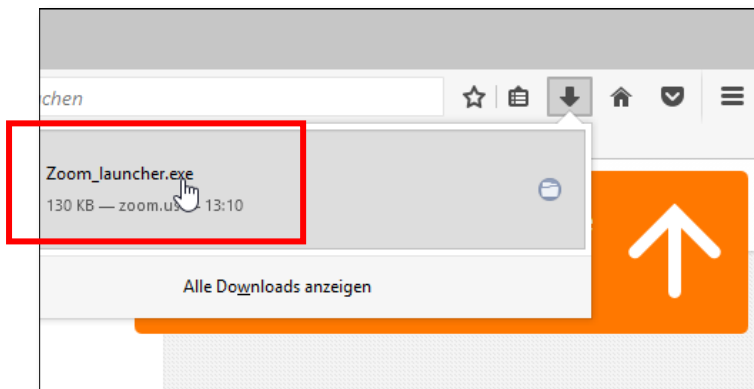 chen
Zoom_launcher.exe
130 KB — zoom.us — 13:10
Alle Downloads anzeigen